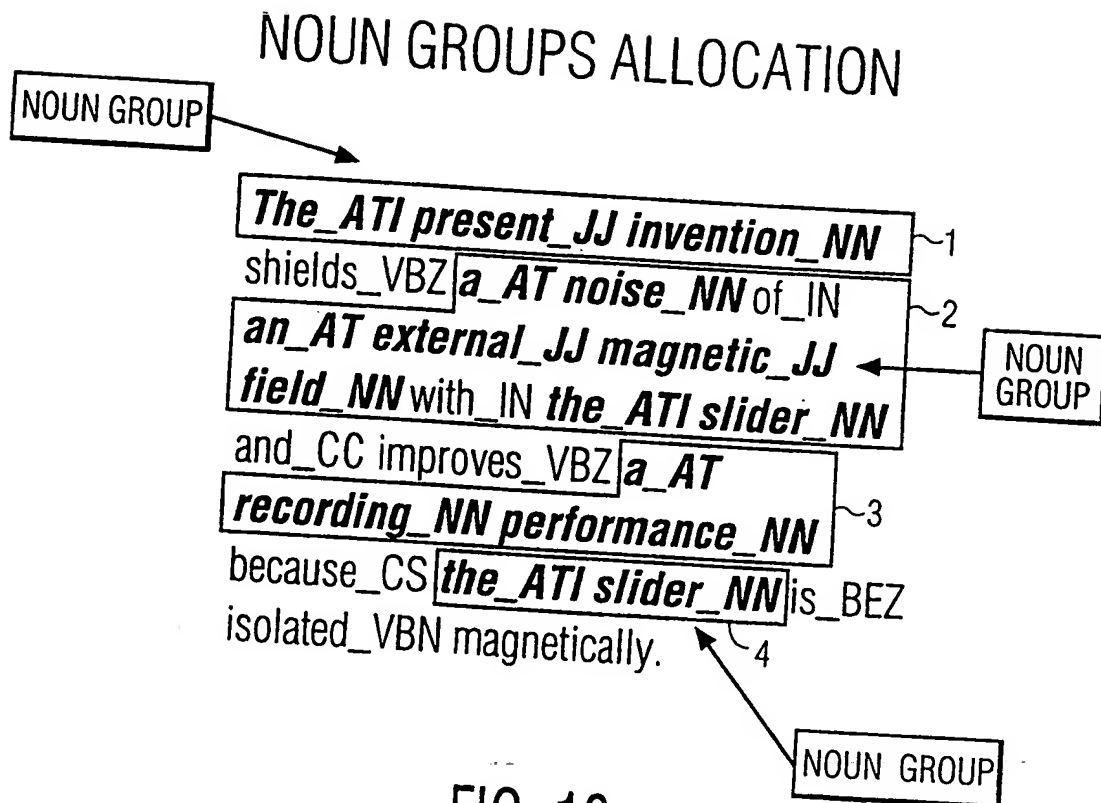 NOUN GROUPS ALLOCATION
NOUN GROUP
The_ATI present_JJ invention_NN
~1
shields_VBZ a_AT noise_NN of_IN
~2
an_AT external_JJ magnetic_JJ
NOUN
GROUP
field_NN with_IN the_ATI slider_NN
and_CC improves_VBZ a_AT
~3
recording_NN performance_NN
because_CS the_ATI slider_NN is_BEZ
4
isolated_VBN magnetically.
NOUN GROUP